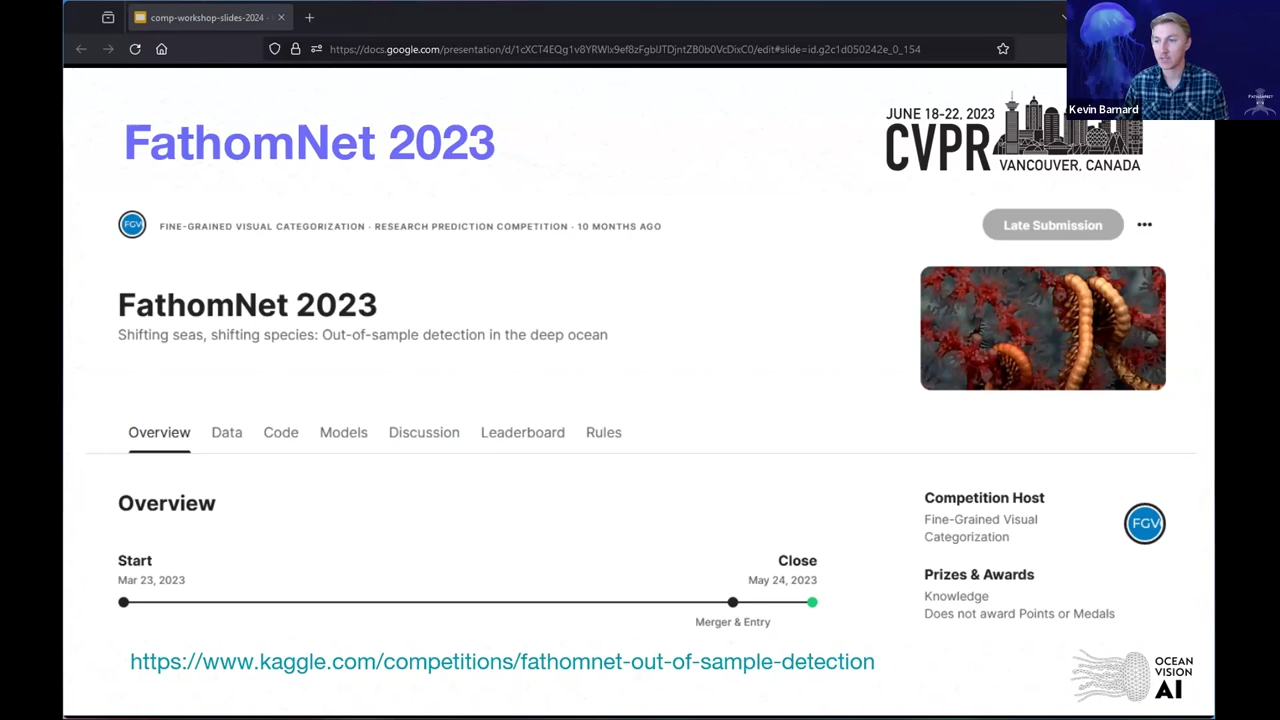 comp-workshop-slides-2024 -
https://docs.google.com/presentation/d/1cXCT4EQg1v8YRWlx9ef8zFgblJTDjntZB0b0VcDixC0/edit#slide=id.g2c1d050242e_0_154
Kevin Barnard
FATHOMNET
FathomNet 2023
JUNE 18-22, 2023
CVPR
VANCOUVER, CANADA
FGV
FINE-GRAINED VISUAL CATEGORIZATION · RESEARCH PREDICTION COMPETITION · 10 MONTHS AGO
Late Submission
FathomNet 2023
Shifting seas, shifting species: Out-of-sample detection in the deep ocean
Overview Data Code Models Discussion Leaderboard Rules
Overview
Start
Mar 23, 2023
Close
May 24, 2023
Merger & Entry
Competition Host
Fine-Grained Visual
Categorization
FGV
Prizes & Awards
Knowledge
Does not award Points or Medals
https://www.kaggle.com/competitions/fathomnet-out-of-sample-detection
OCEAN
VISION
AI